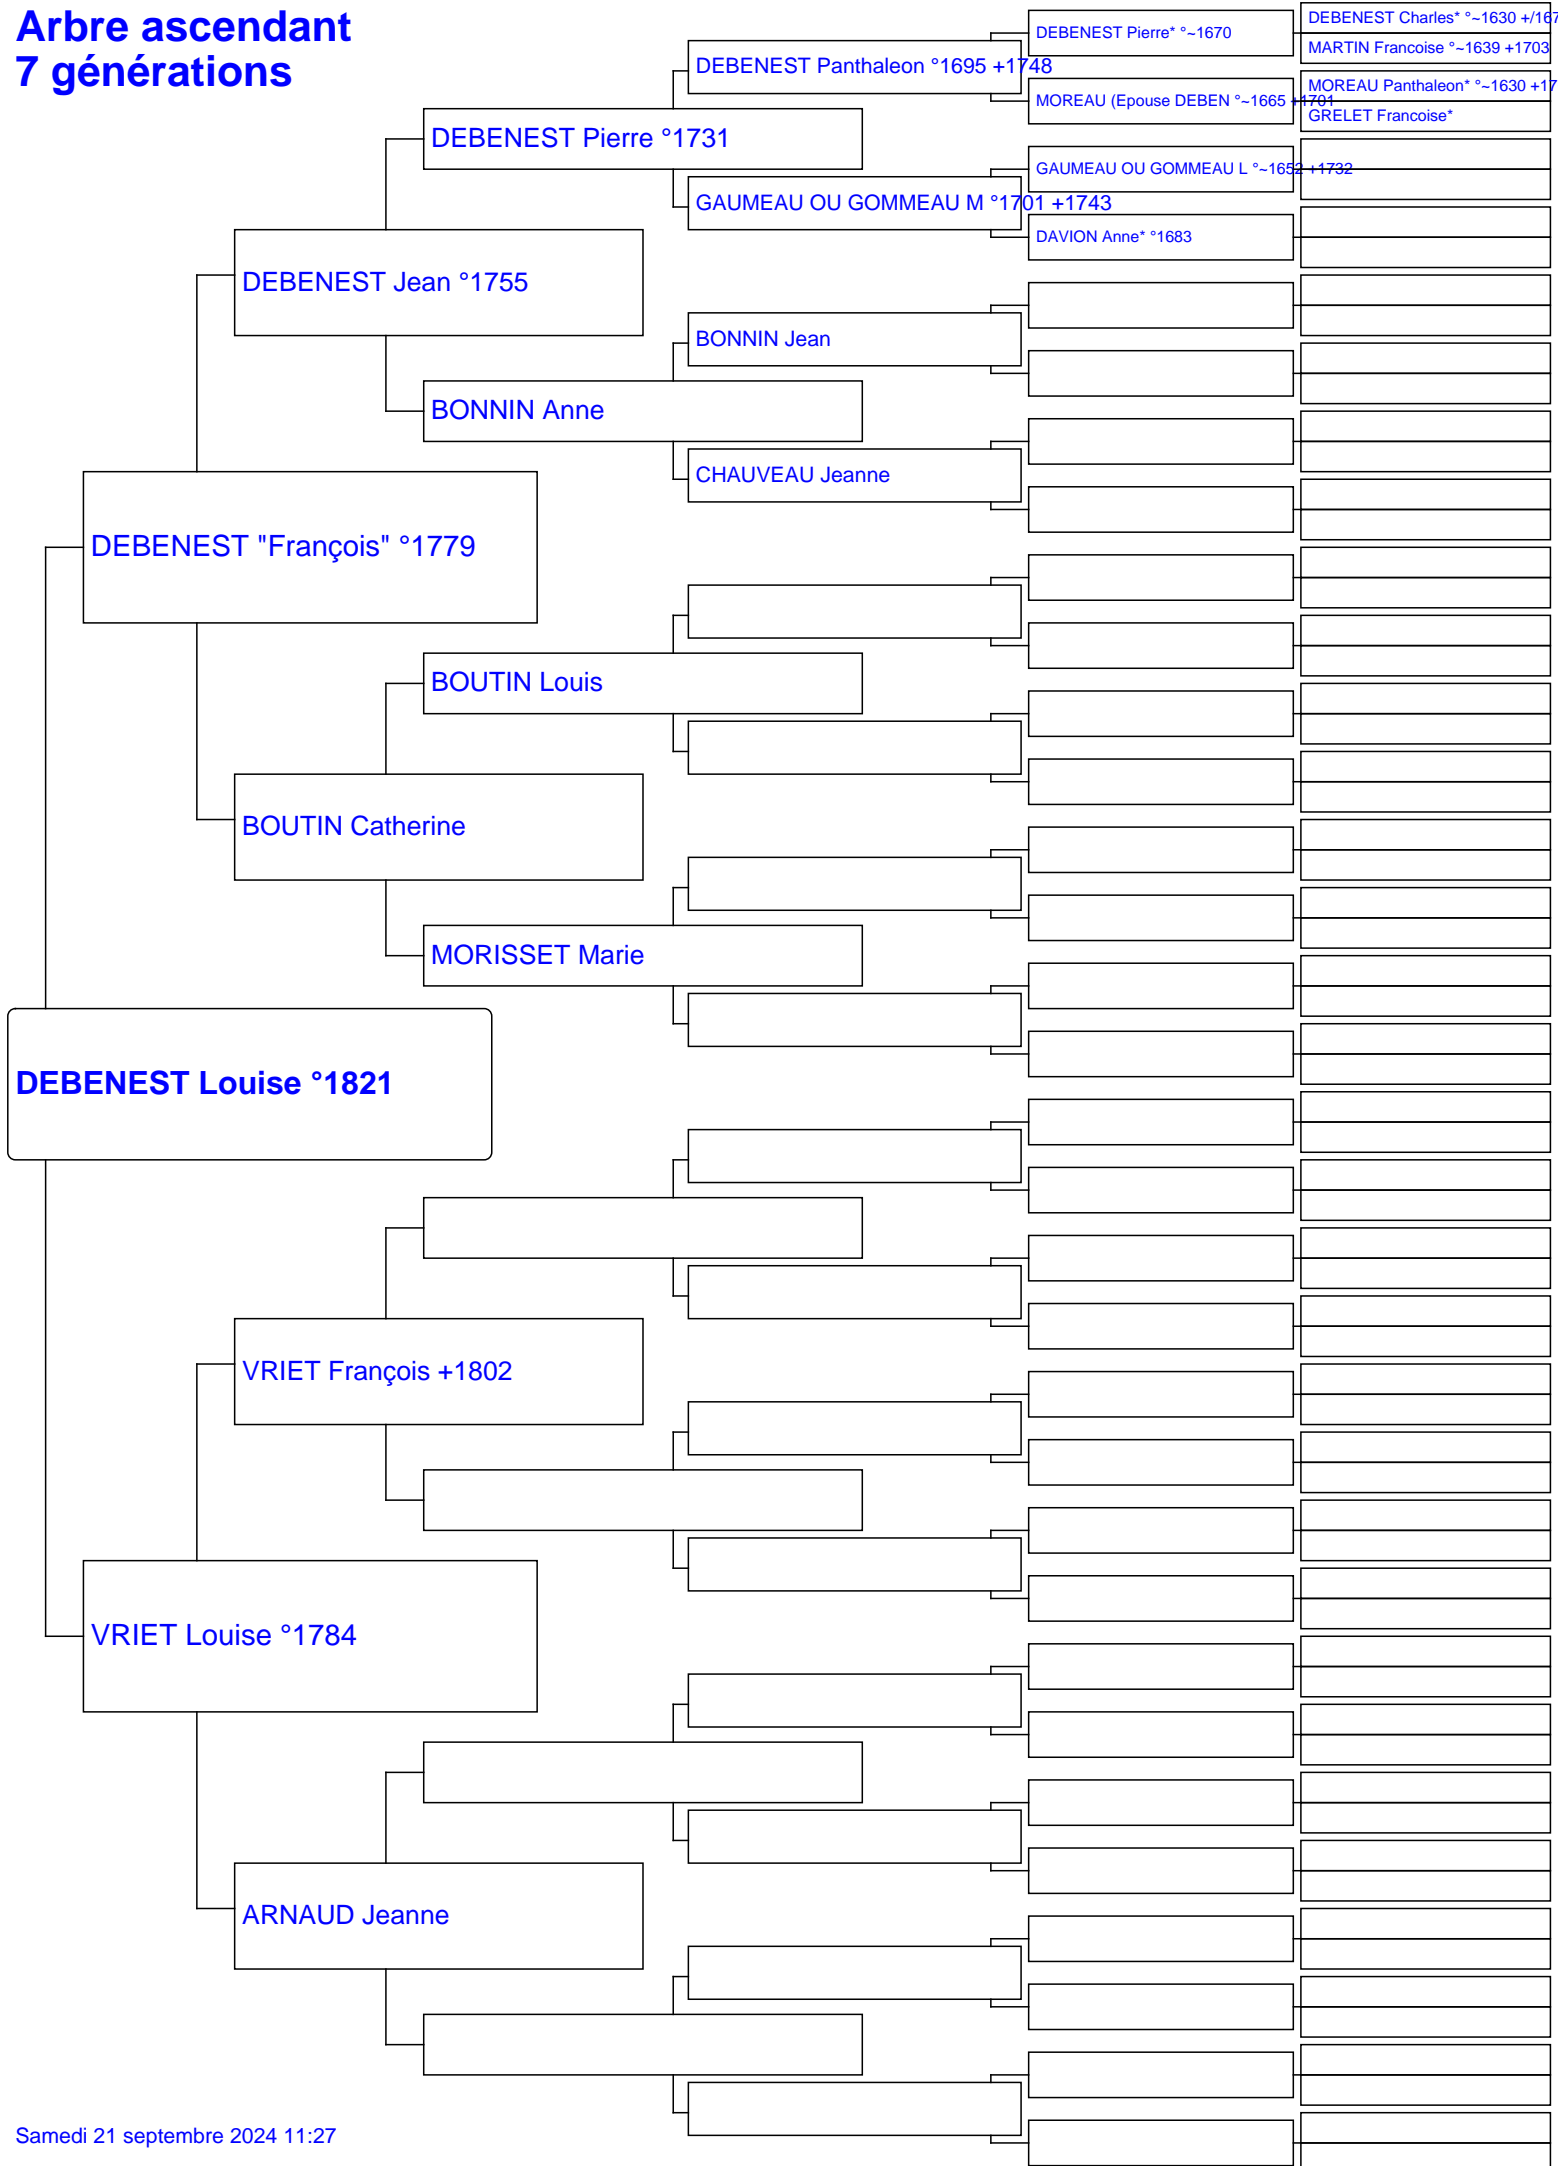 Arbre ascendant
7 générations
DEBENEST Charles* °~1630 +/167
DEBENEST Pierre* °~1670
MARTIN Francoise °~1639 +1703
DEBENEST Panthaleon °1695 +1748
MOREAU Panthaleon* °~1630 +17
MOREAU (Epouse DEBEN °~1665 +1701
GRELET Francoise*
DEBENEST Pierre °1731
GAUMEAU OU GOMMEAU L °~1652 +1732
GAUMEAU OU GOMMEAU M °1701 +1743
DAVION Anne* °1683
DEBENEST Jean °1755
BONNIN Jean
BONNIN Anne
CHAUVEAU Jeanne
DEBENEST "François" °1779
BOUTIN Louis
BOUTIN Catherine
MORISSET Marie
DEBENEST Louise °1821
VRIET François +1802
VRIET Louise °1784
ARNAUD Jeanne
Samedi 21 septembre 2024 11:27